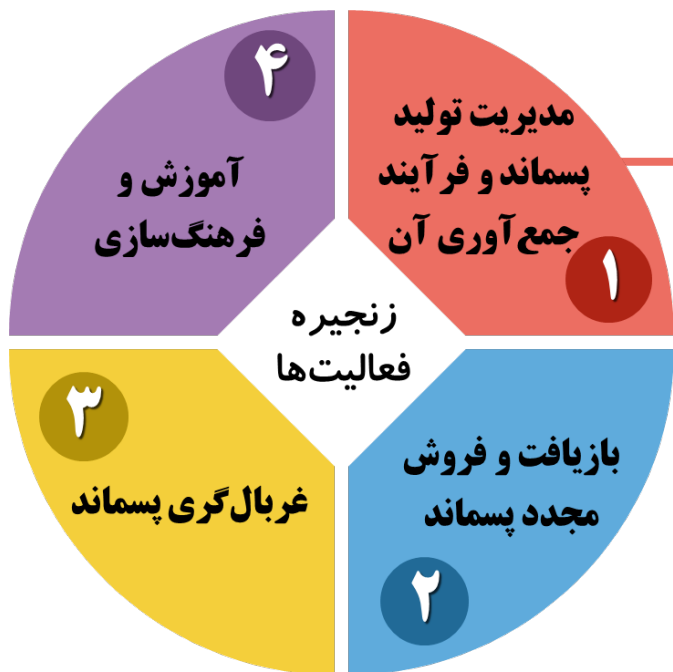 زنجیره
فعالیت‌ها
مدیریت تولید
پسماند و فرآیند
جمع‌آوری آن
۱
بازیافت و فروش
مجدد پسماند
۲
۳
غربال‌گری پسماند
۴
آموزش و
فرهنگ‌سازی